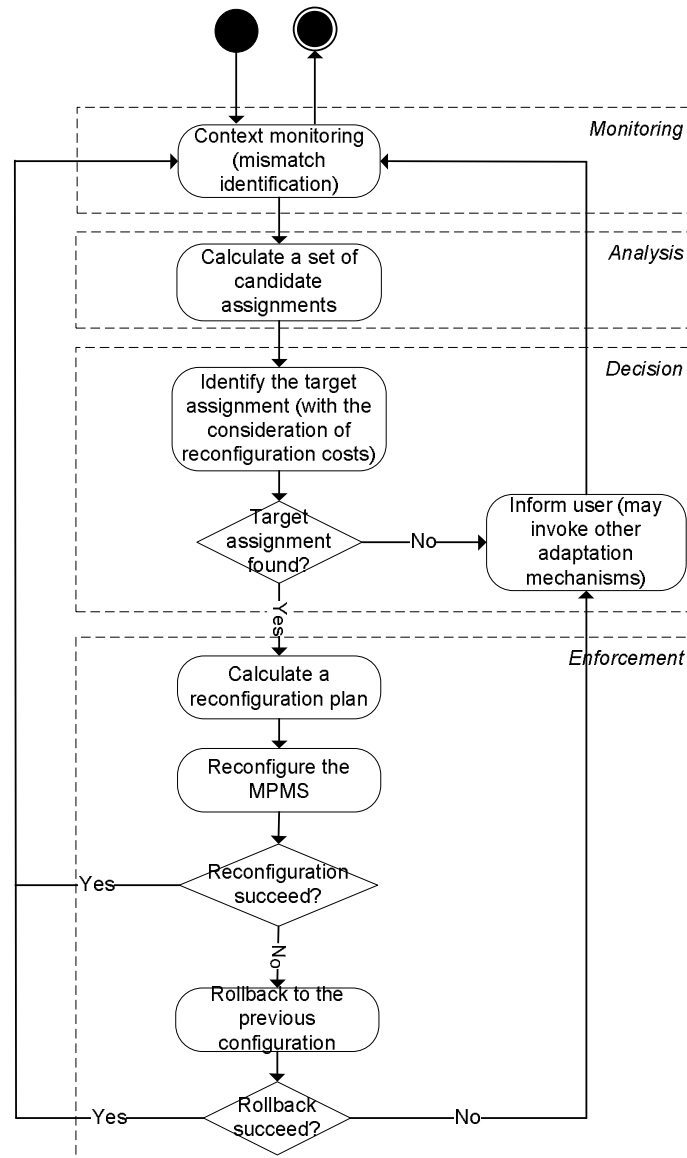 Monitoring
Context monitoring
(mismatch
identification)
Analysis
Calculate a set of
candidate
assignments
Decision
Identify the target
assignment (with the
consideration of
reconfiguration costs)
Target
assignment
found?
No
Inform user (may
invoke other
adaptation
mechanisms)
Yes
Enforcement
Calculate a
reconfiguration plan
Reconfigure the
MPMS
Reconfiguration
succeed?
Yes
No
Rollback to the
previous
configuration
Rollback
succeed?
Yes
No